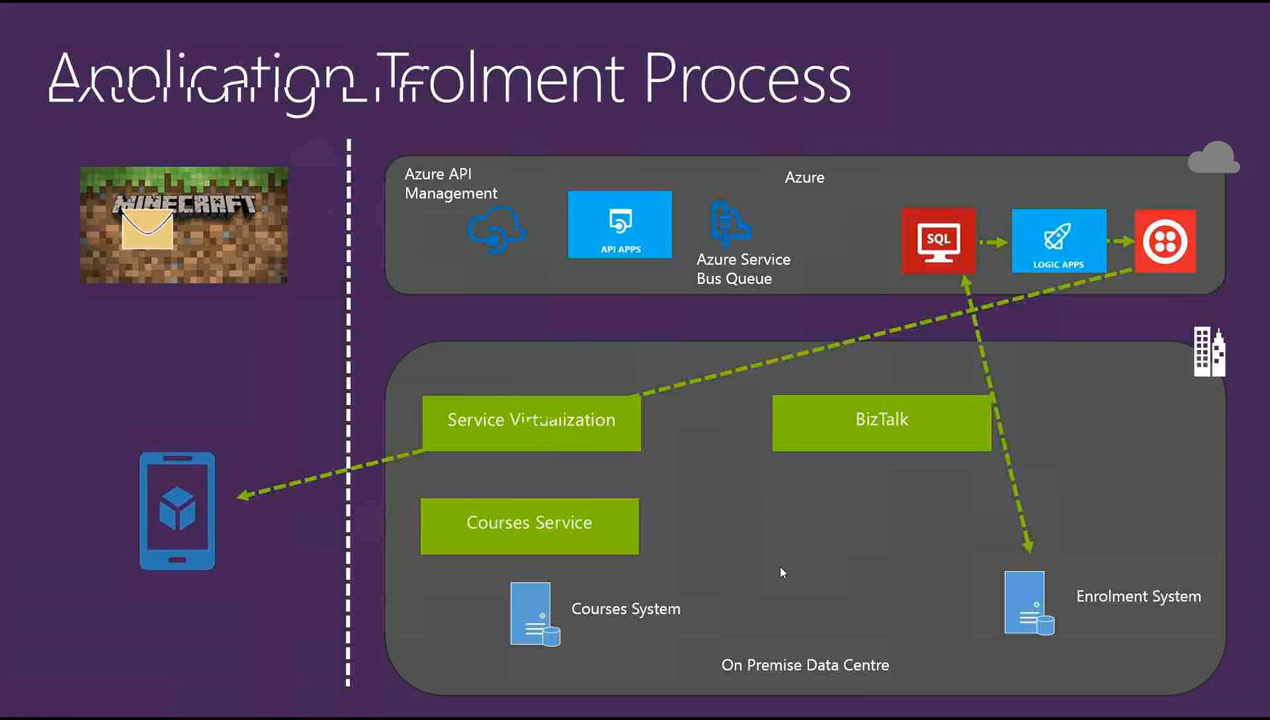 Process
MINECRAFT
Azure API
Management
API APPS
Azure Service
Bus Queue
Azure
SQL
LOGIC APPS
Service Virtualization
BizTalk
Courses Service
Courses System
Enrolment System
On Premise Data Centre